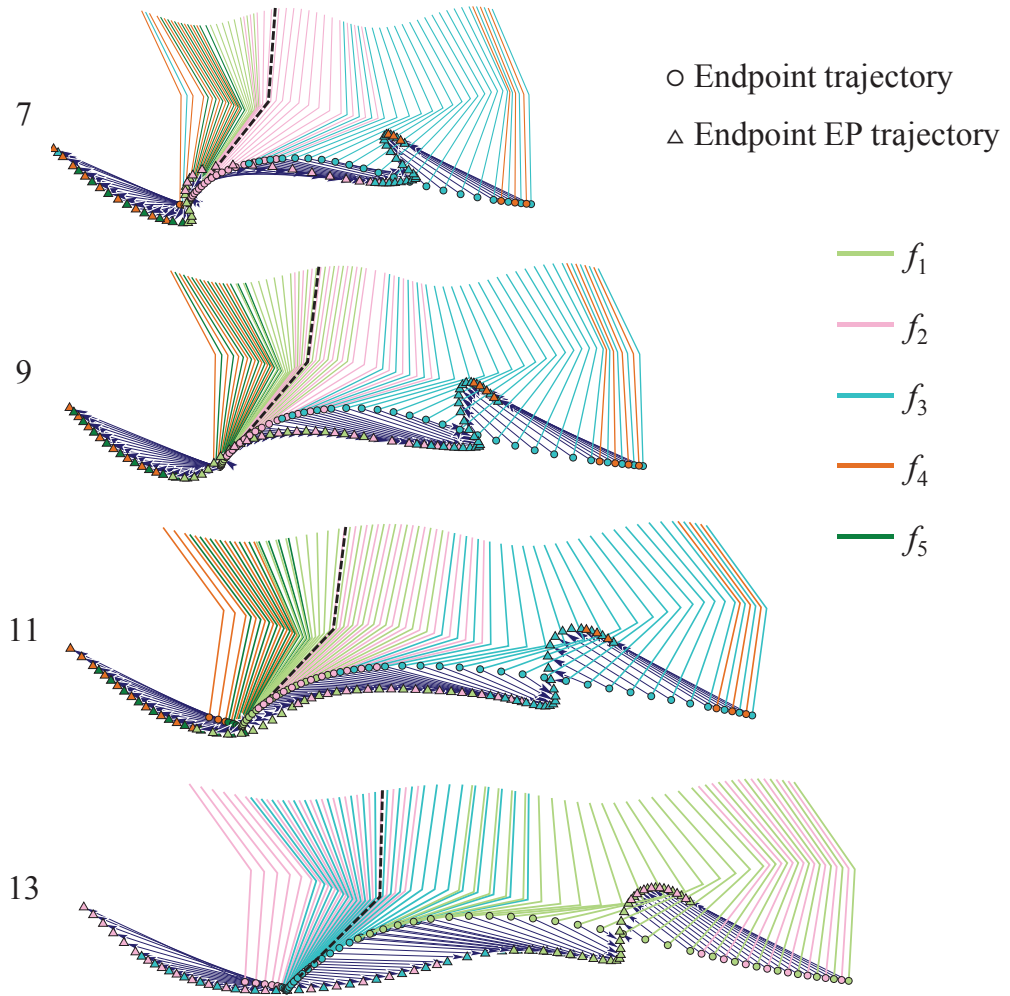 7
Endpoint trajectory
Endpoint EP trajectory
f1
9
f2
f3
f4
f5
11
13